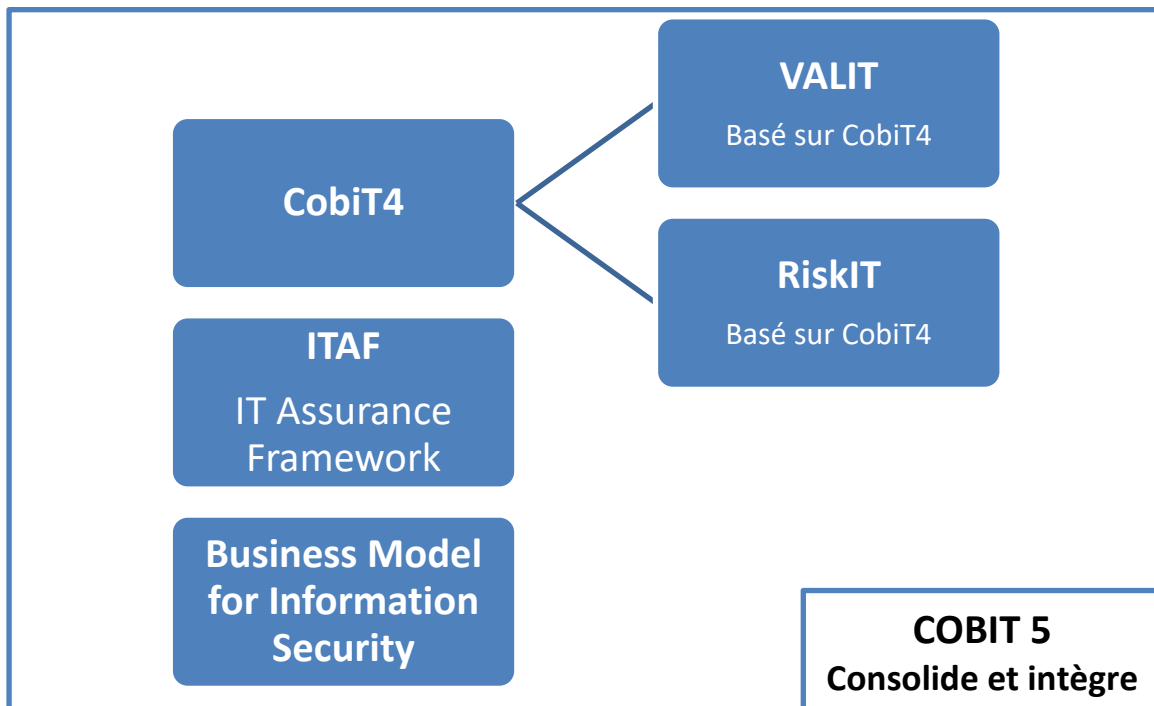 CobiT4
VALIT
Basé sur CobiT4
RiskIT
Basé sur CobiT4
ITAF
IT Assurance
Framework
Business Model
for Information
Security
COBIT 5
Consolide et intègre